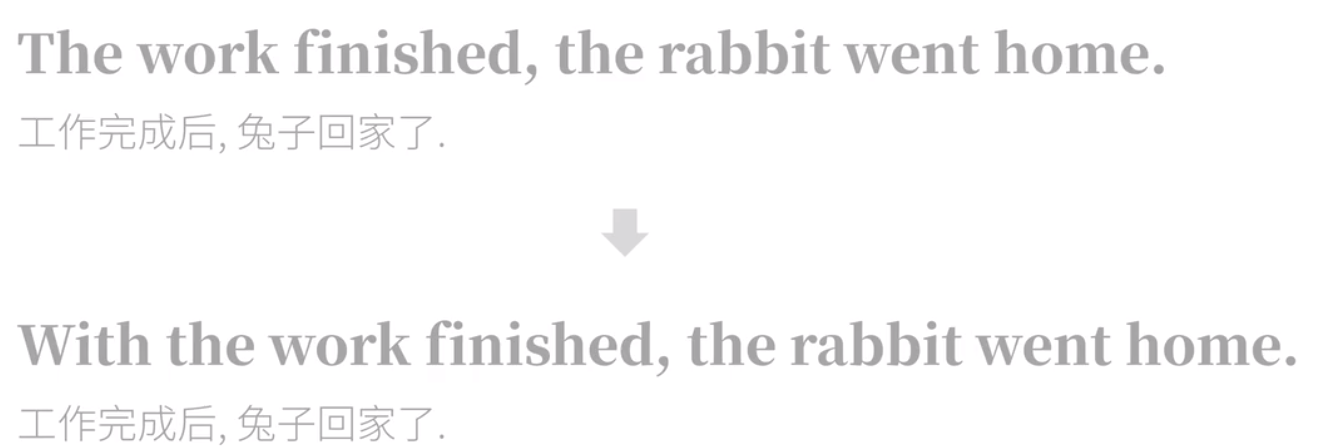 The work finished, the rabbit went home.
工作完成后, 兔子回家了.
With the work finished, the rabbit went home.
工作完成后, 兔子回家了.